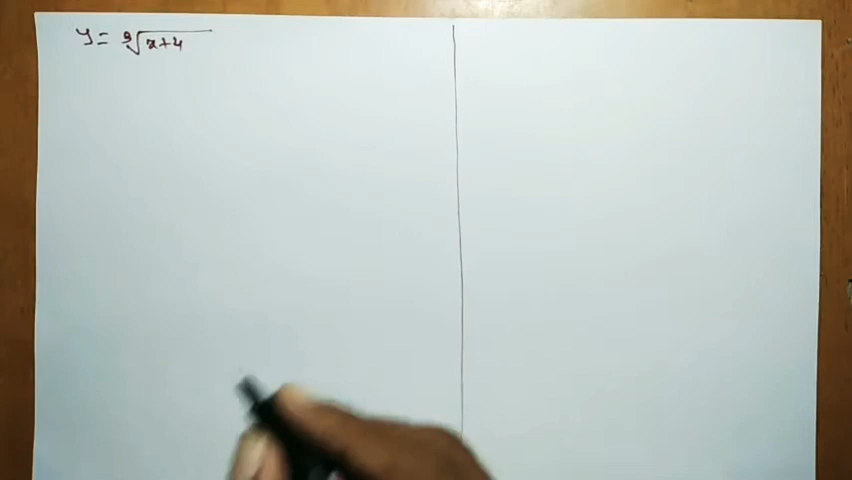 y = ∛x+4